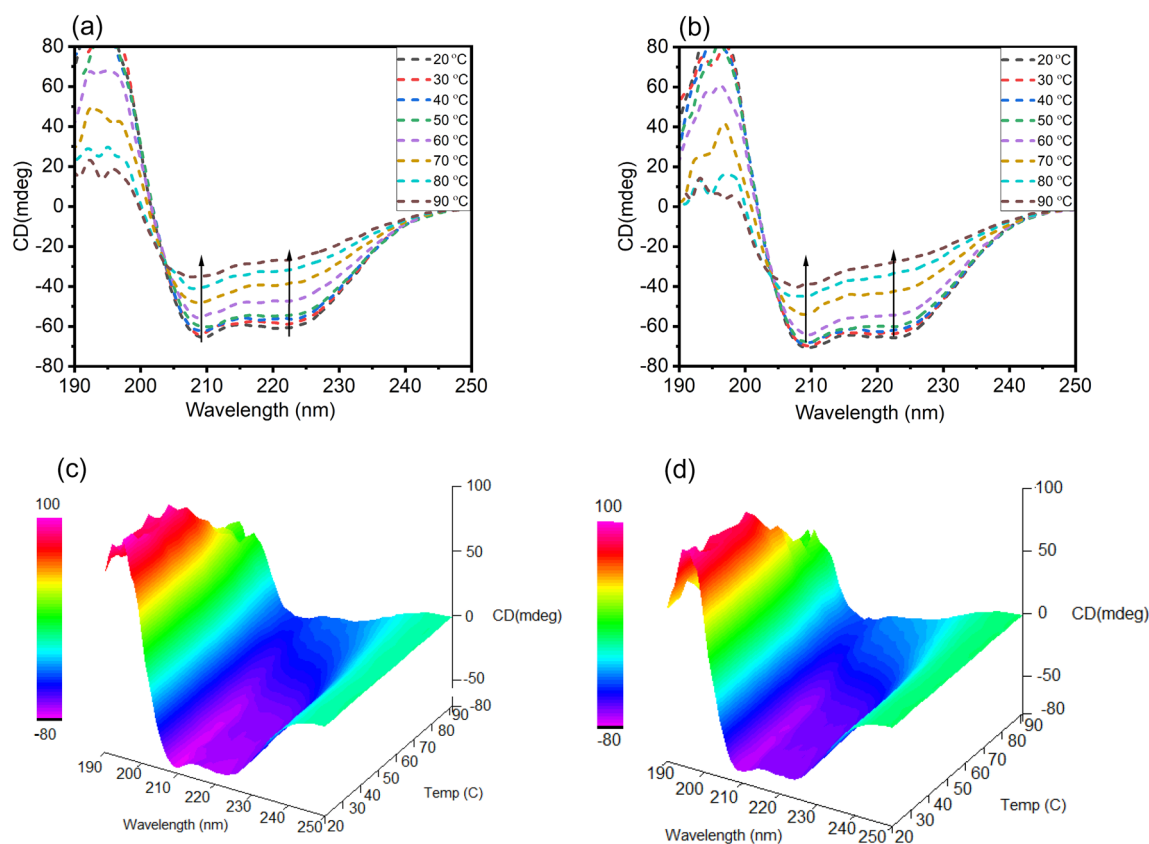 (a)
80
60
40
20
0
-20
-40
-60
-80
CD(mdeg)
190 200 210 220 230 240 250
Wavelength (nm)
20 °C
30 °C
40 °C
50 °C
60 °C
70 °C
80 °C
90 °C
(b)
80
60
40
20
0
-20
-40
-60
-80
CD(mdeg)
190 200 210 220 230 240 250
Wavelength (nm)
20 °C
30 °C
40 °C
50 °C
60 °C
70 °C
80 °C
90 °C
(c)
100
-80
100
50
0
-50
-80
CD(mdeg)
190 200 210 220 230 240 250
Wavelength (nm)
20 30 40 50 60 70 80 90
Temp (C)
(d)
100
-80
100
50
0
-50
-80
CD(mdeg)
190 200 210 220 230 240 250
Wavelength (nm)
20 30 40 50 60 70 80 90
Temp (C)